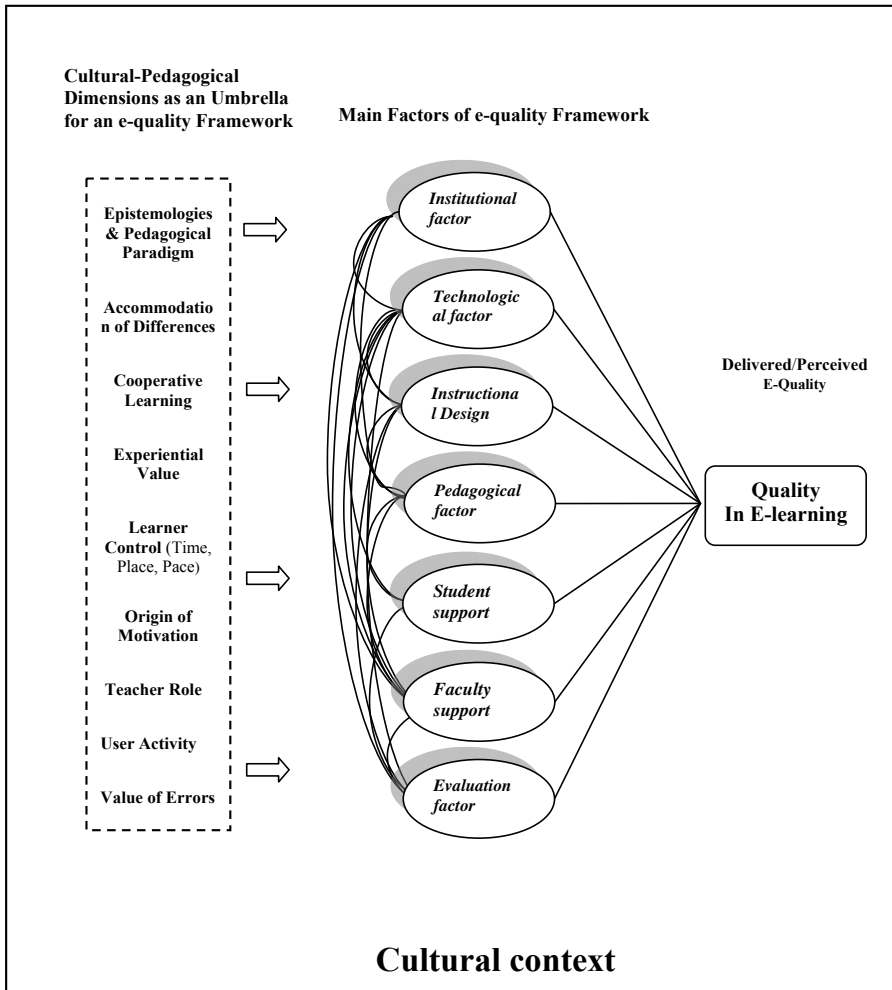 Cultural-Pedagogical
Dimensions as an Umbrella
for an e-quality Framework
Main Factors of e-quality Framework
Epistemologies
& Pedagogical
Paradigm
Accommodatio
n of Differences
Cooperative
Learning
Experiential
Value
Learner
Control (Time,
Place, Pace)
Origin of
Motivation
Teacher Role
User Activity
Value of Errors
Institutional
factor
Technologic
al factor
Instructiona
l Design
Pedagogical
factor
Student
support
Faculty
support
Evaluation
factor
Delivered/Perceived
E-Quality
Quality
In E-learning
Cultural context